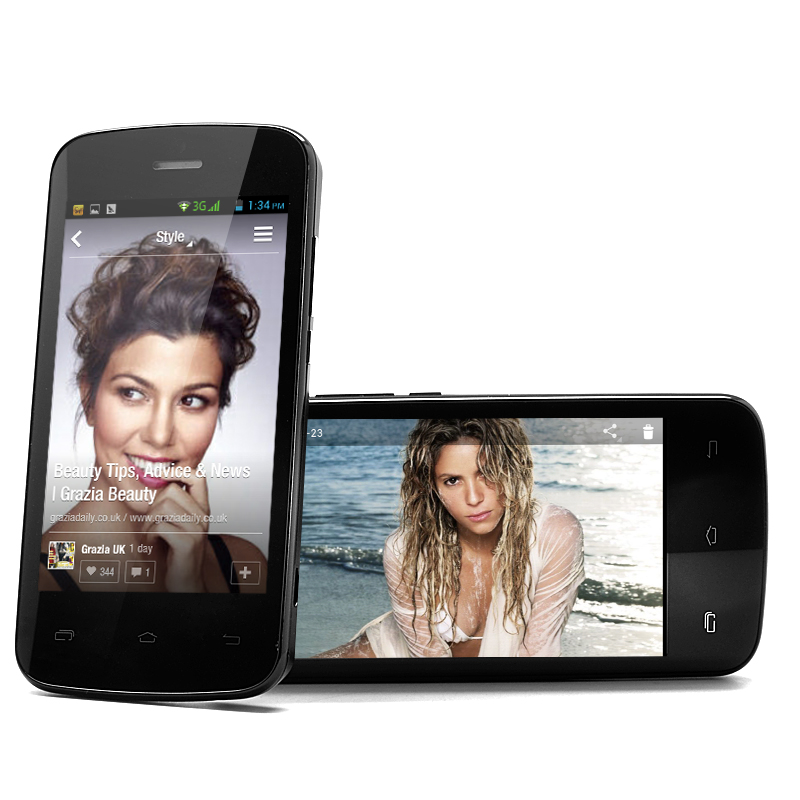 3G 1:34 PM
Style
Beauty Tips, Advice & News
| Grazia Beauty
graziadaily.co.uk / www.graziadaily.co.uk
Grazia UK 1 day
344 1 +
-23